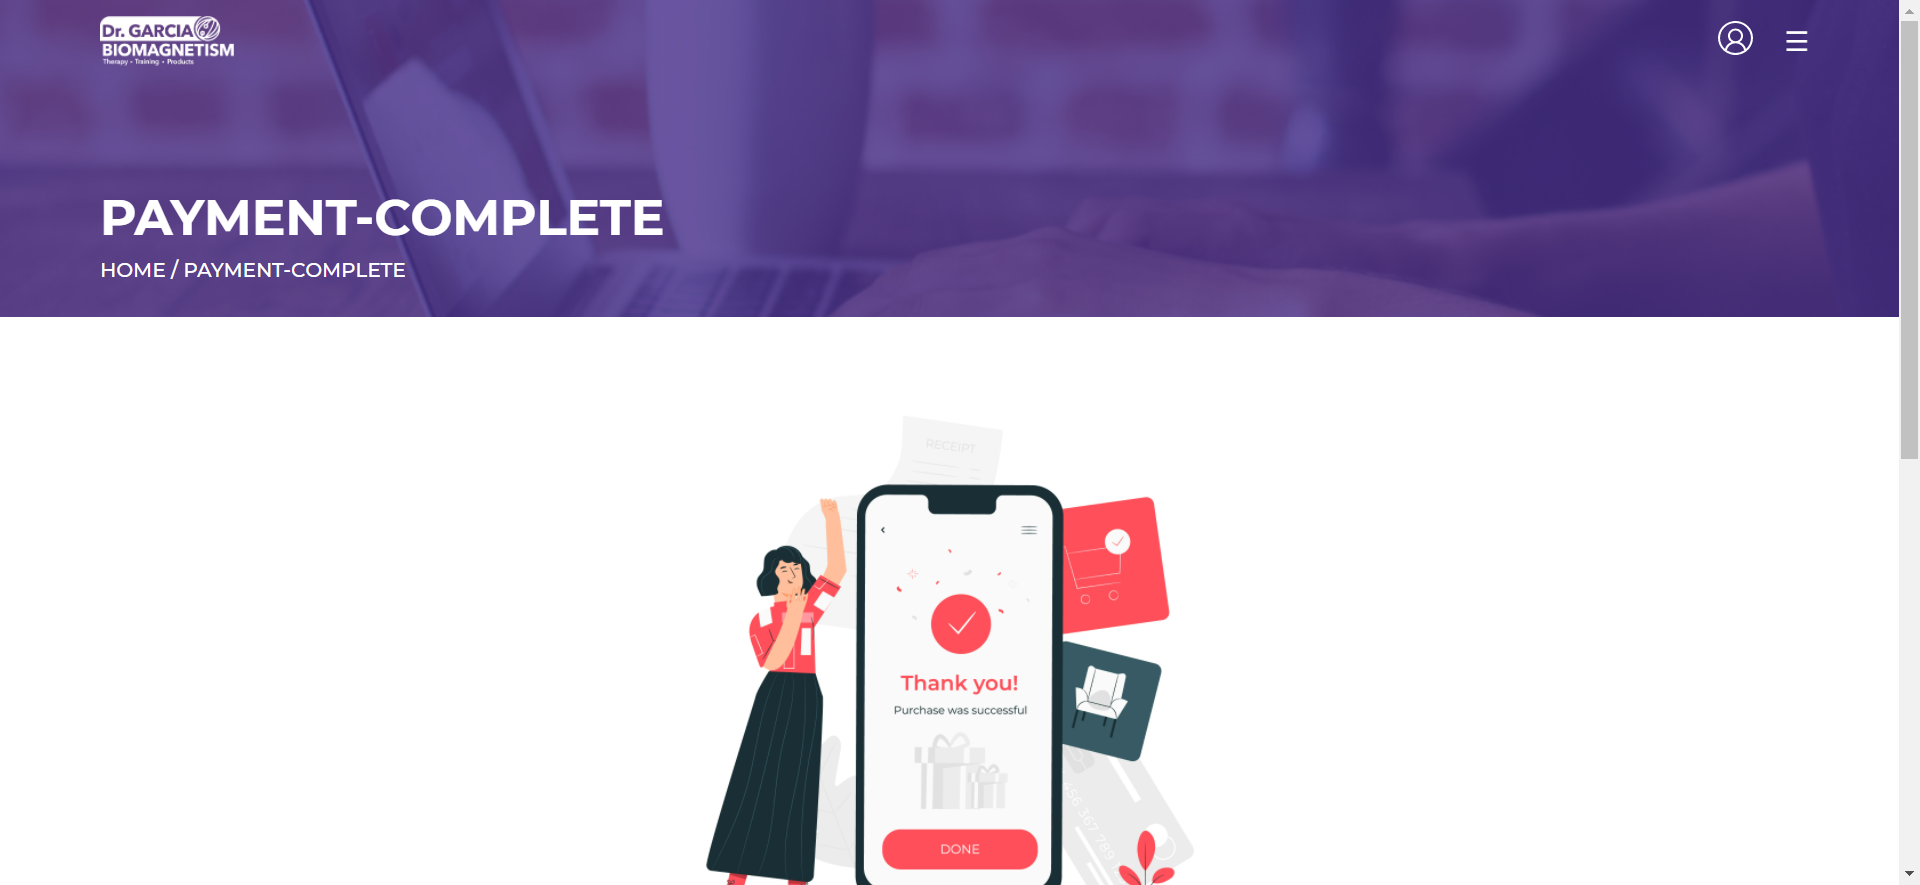 Dr. GARCIA
BIOMAGNETISM
Therapy • Training • Products
PAYMENT-COMPLETE
HOME / PAYMENT-COMPLETE
RECEIPT
Thank you!
Purchase was successful
456 367 789
DONE